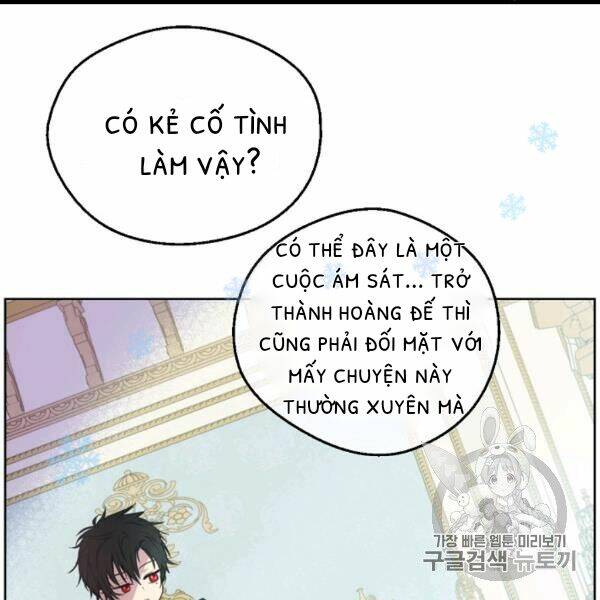 CÓ KẺ CỐ TÌNH
LÀM VẬY?
CÓ THỂ ĐÂY LÀ MỘT
CUỘC ÁM SÁT... TRỞ
THÀNH HOÀNG ĐẾ THÌ
CŨNG PHẢI ĐỐI MẶT VỚI
MẤY CHUYỆN NÀY
THƯỜNG XUYÊN MÀ
가장 빠른 웹툰 미리보기
구글검색 뉴토끼